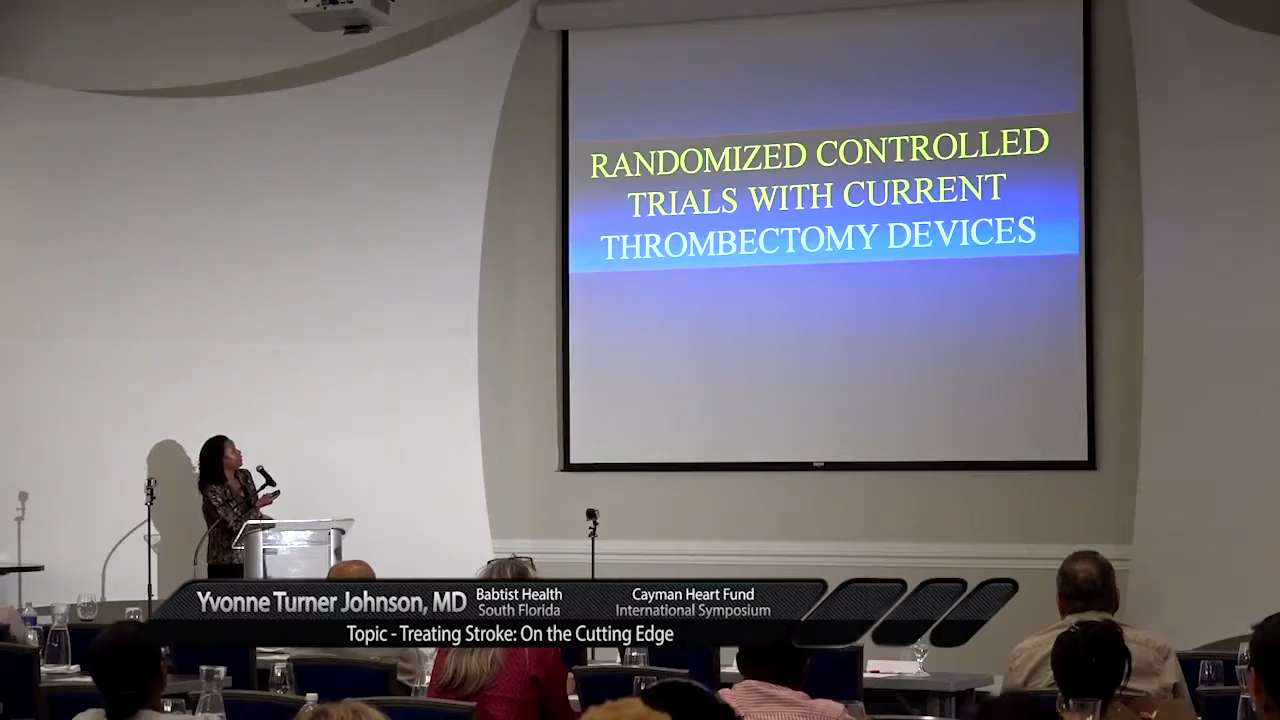 RANDOMIZED CONTROLLED
TRIALS WITH CURRENT
THROMBECTOMY DEVICES
Yvonne Turner Johnson, MD
Babtist Health
South Florida
Cayman Heart Fund
International Symposium
Topic - Treating Stroke: On the Cutting Edge